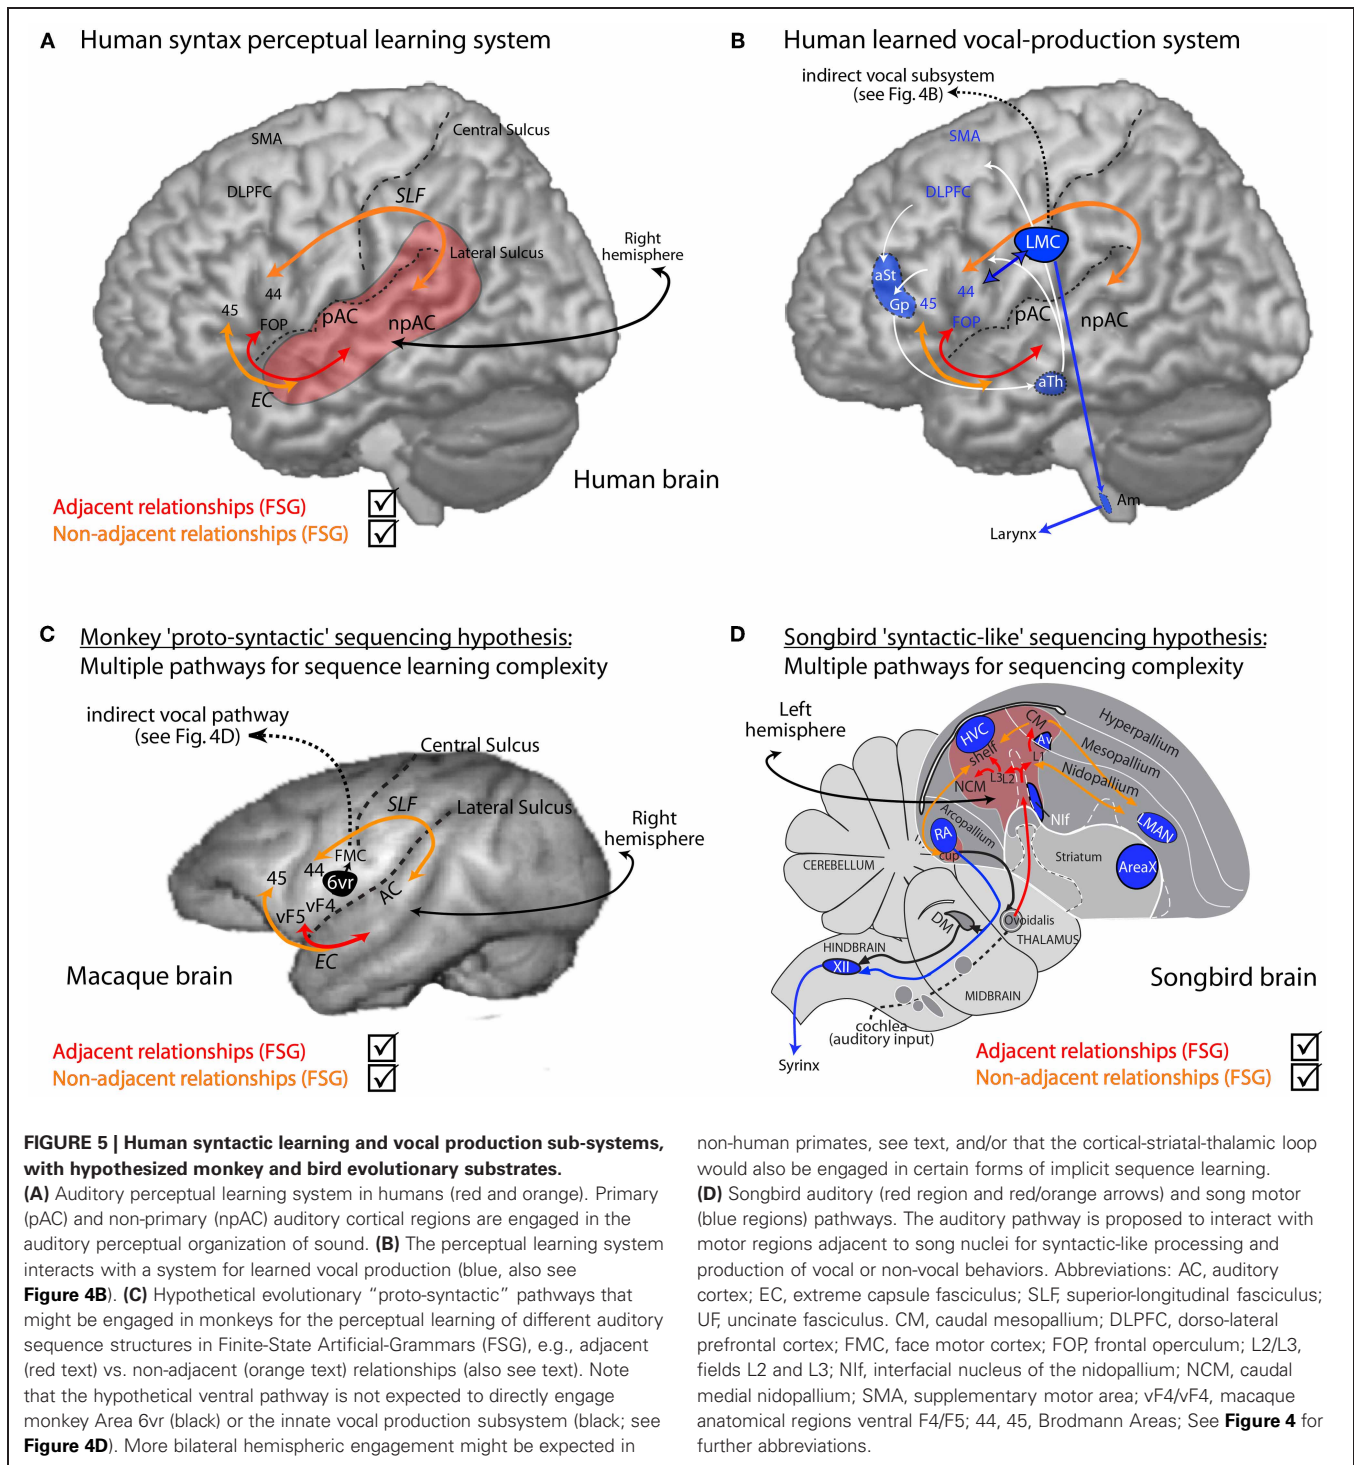 A Human syntax perceptual learning system
SMA
Central Sulcus
DLPFC
SLF
Lateral Sulcus
Right
hemisphere
44
45
FOP
pAC
npAC
EC
Human brain
Adjacent relationships (FSG)
Non-adjacent relationships (FSG)
B Human learned vocal-production system
indirect vocal subsystem
(see Fig. 4B)
SMA
DLPFC
LMC
aSt
Gp
45
44
FOP
pAC
npAC
aTh
Am
Larynx
C Monkey 'proto-syntactic' sequencing hypothesis:
Multiple pathways for sequence learning complexity
indirect vocal pathway
(see Fig. 4D)
Central Sulcus
SLF
Lateral Sulcus
Right
hemisphere
FMC
44
45
6vr
AC
vF4
vF5
EC
Macaque brain
Adjacent relationships (FSG)
Non-adjacent relationships (FSG)
D Songbird 'syntactic-like' sequencing hypothesis:
Multiple pathways for sequencing complexity
Left
hemisphere
Hyperpallium
CM
HVC
Av
Mesopallium
shelf
L1
Nidopallium
L3
L2
NCM
NIf
LMAN
Arcopallium
RA
cup
Striatum
AreaX
CEREBELLUM
DM
Ovoidalis
THALAMUS
HINDBRAIN
XII
MIDBRAIN
Songbird brain
cochlea
(auditory input)
Syrinx
Adjacent relationships (FSG)
Non-adjacent relationships (FSG)
FIGURE 5 | Human syntactic learning and vocal production sub-systems,
with hypothesized monkey and bird evolutionary substrates.
(A) Auditory perceptual learning system in humans (red and orange). Primary
(pAC) and non-primary (npAC) auditory cortical regions are engaged in the
auditory perceptual organization of sound. (B) The perceptual learning system
interacts with a system for learned vocal production (blue, also see
Figure 4B). (C) Hypothetical evolutionary “proto-syntactic” pathways that
might be engaged in monkeys for the perceptual learning of different auditory
sequence structures in Finite-State Artificial-Grammars (FSG), e.g., adjacent
(red text) vs. non-adjacent (orange text) relationships (also see text). Note
that the hypothetical ventral pathway is not expected to directly engage
monkey Area 6vr (black) or the innate vocal production subsystem (black; see
Figure 4D). More bilateral hemispheric engagement might be expected in
non-human primates, see text, and/or that the cortical-striatal-thalamic loop
would also be engaged in certain forms of implicit sequence learning.
(D) Songbird auditory (red region and red/orange arrows) and song motor
(blue regions) pathways. The auditory pathway is proposed to interact with
motor regions adjacent to song nuclei for syntactic-like processing and
production of vocal or non-vocal behaviors. Abbreviations: AC, auditory
cortex; EC, extreme capsule fasciculus; SLF, superior-longitudinal fasciculus;
UF, uncinate fasciculus. CM, caudal mesopallium; DLPFC, dorso-lateral
prefrontal cortex; FMC, face motor cortex; FOP, frontal operculum; L2/L3,
fields L2 and L3; NIf, interfacial nucleus of the nidopallium; NCM, caudal
medial nidopallium; SMA, supplementary motor area; vF4/vF4, macaque
anatomical regions ventral F4/F5; 44, 45, Brodmann Areas; See Figure 4 for
further abbreviations.